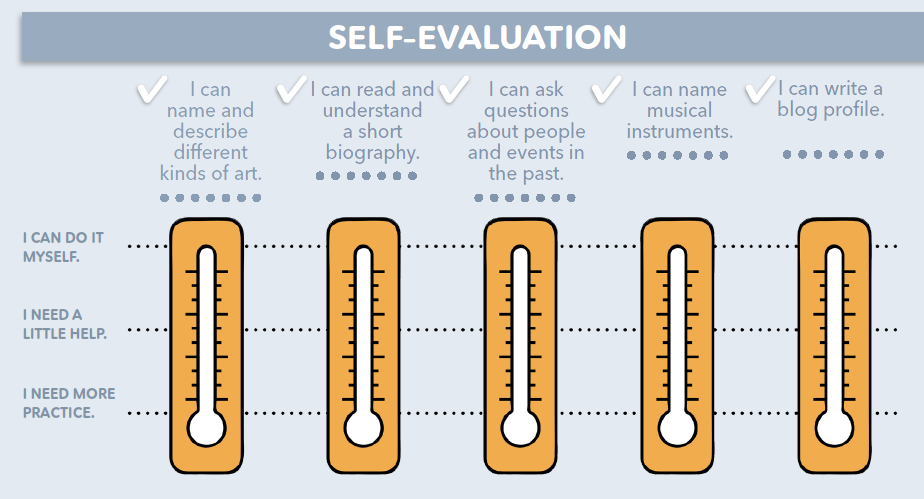 SELF-EVALUATION
I can
name and
describe
different
kinds of art.
I can read and
understand
a short
biography.
I can ask
questions
about people
and events in
the past.
I can name
musical
instruments.
I can write a
blog profile.
I CAN DO IT
MYSELF.
I NEED A
LITTLE HELP.
I NEED MORE
PRACTICE.